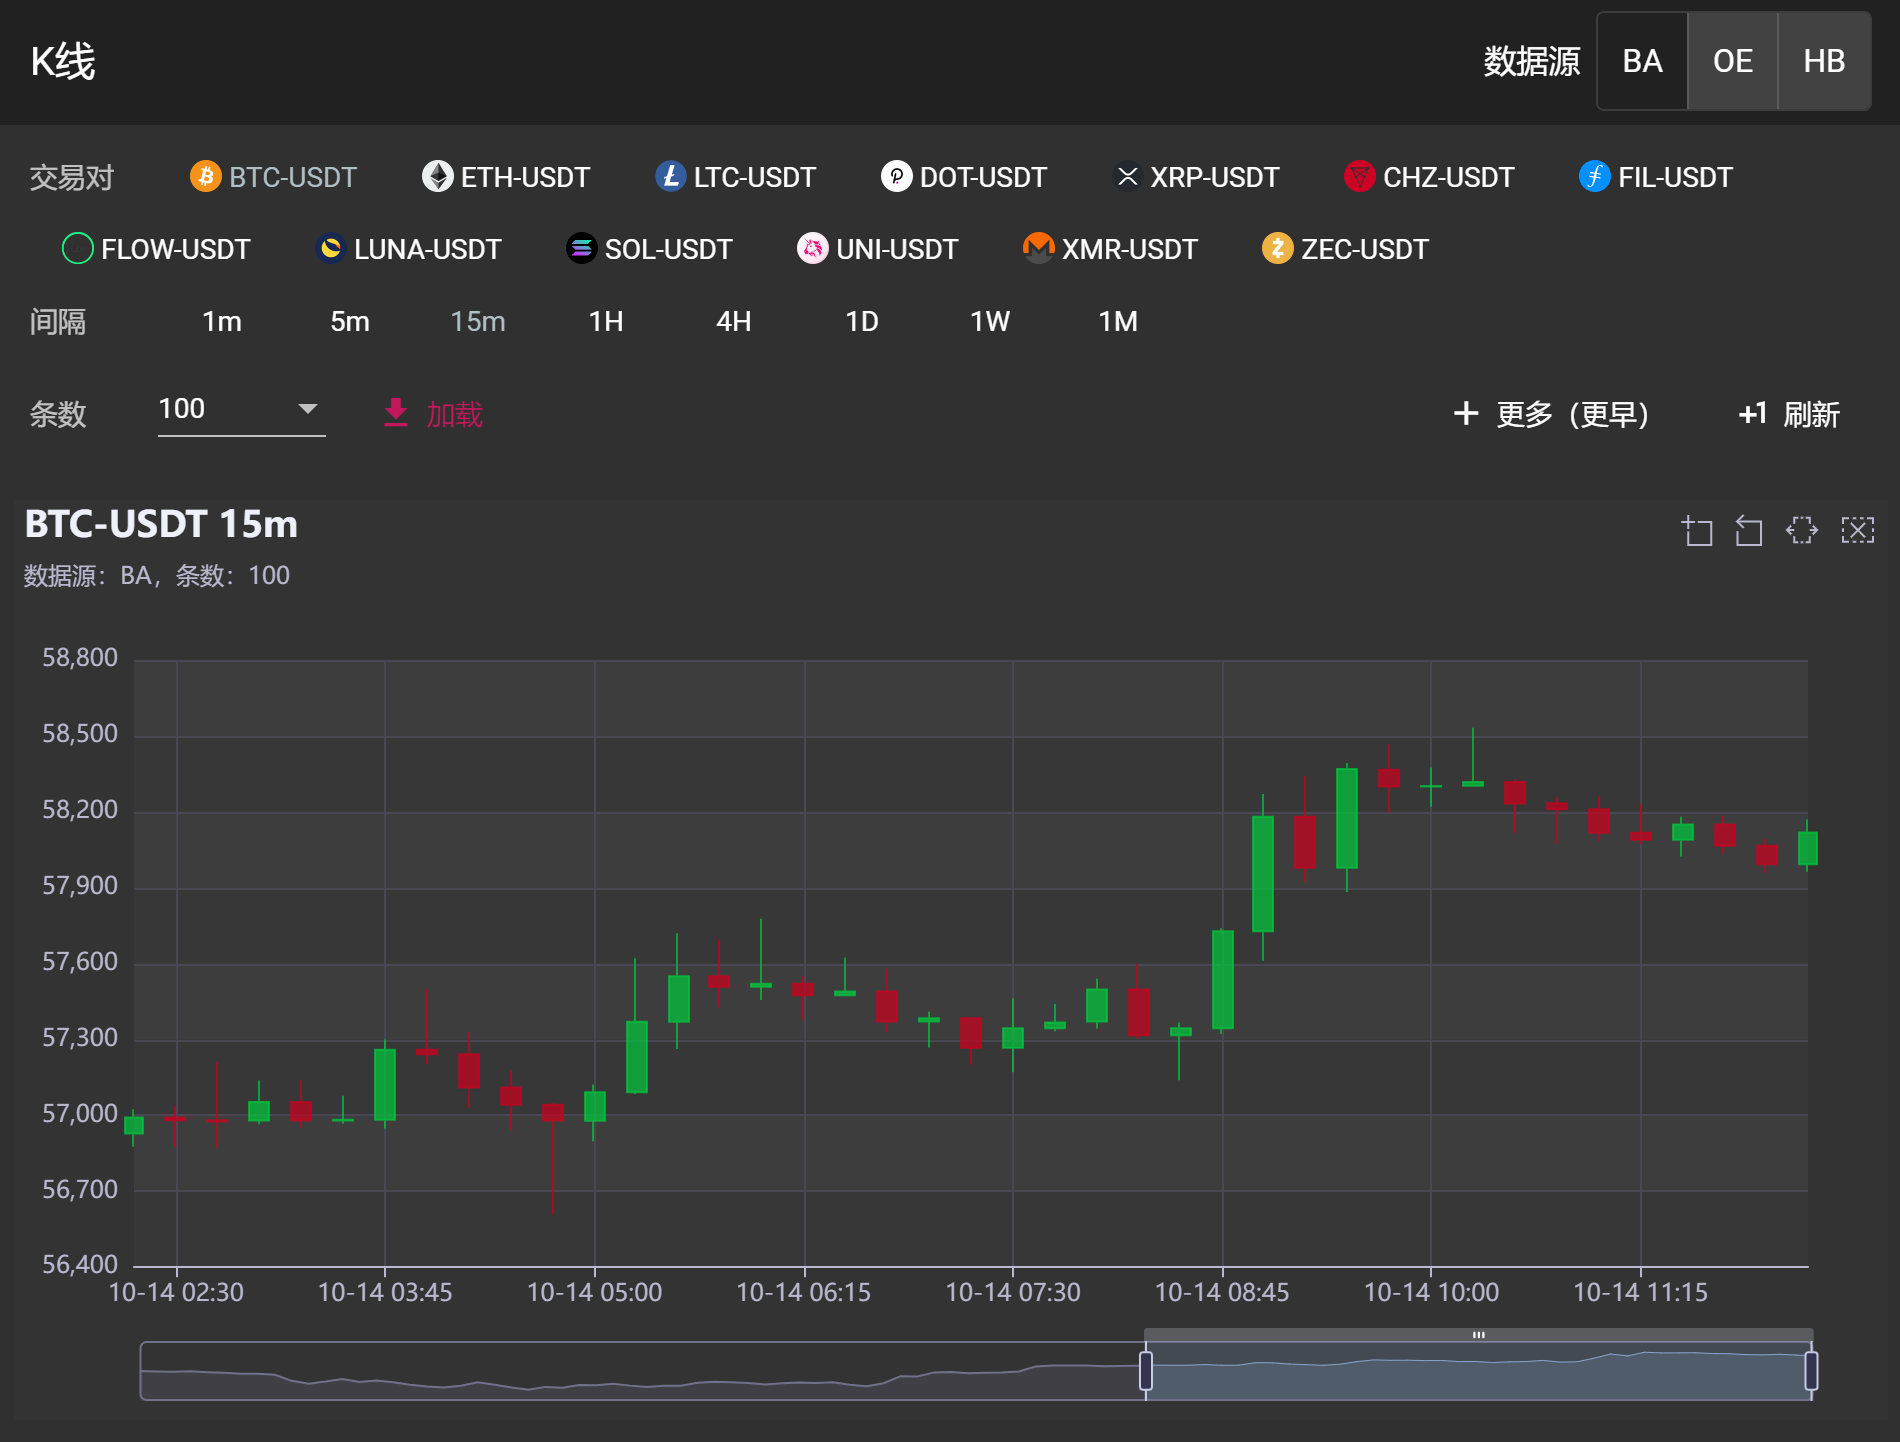 K线 数据源 BA OE HB
交易对 BTC-USDT ETH-USDT LTC-USDT DOT-USDT XRP-USDT CHZ-USDT FIL-USDT
FLOW-USDT LUNA-USDT SOL-USDT UNI-USDT XMR-USDT ZEC-USDT
间隔 1m 5m 15m 1H 4H 1D 1W 1M
条数 100 加载 + 更多（更早） +1 刷新
BTC-USDT 15m
数据源：BA，条数：100
58,800
58,500
58,200
57,900
57,600
57,300
57,000
56,700
56,400
10-14 02:30 10-14 03:45 10-14 05:00 10-14 06:15 10-14 07:30 10-14 08:45 10-14 10:00 10-14 11:15